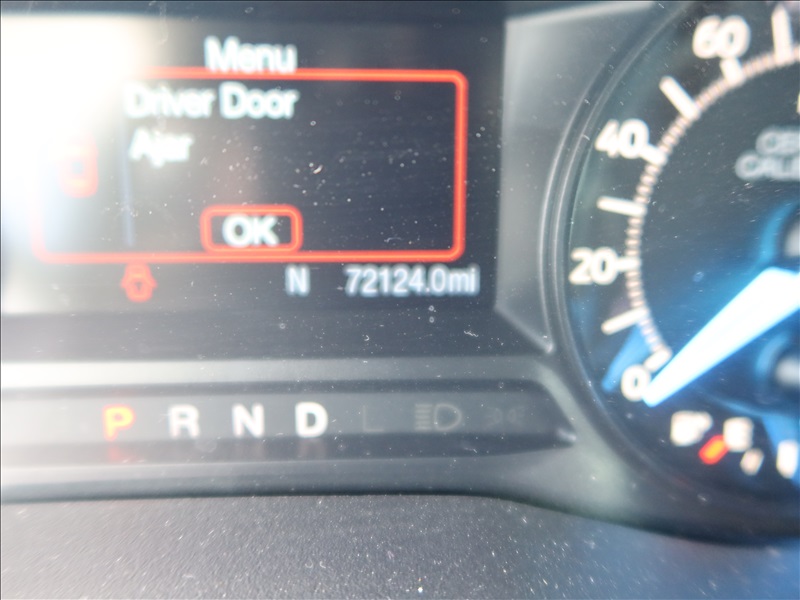 Menu
Driver Door
Ajar
OK
N 72124.0mi
P R N D L
60
40
20
0